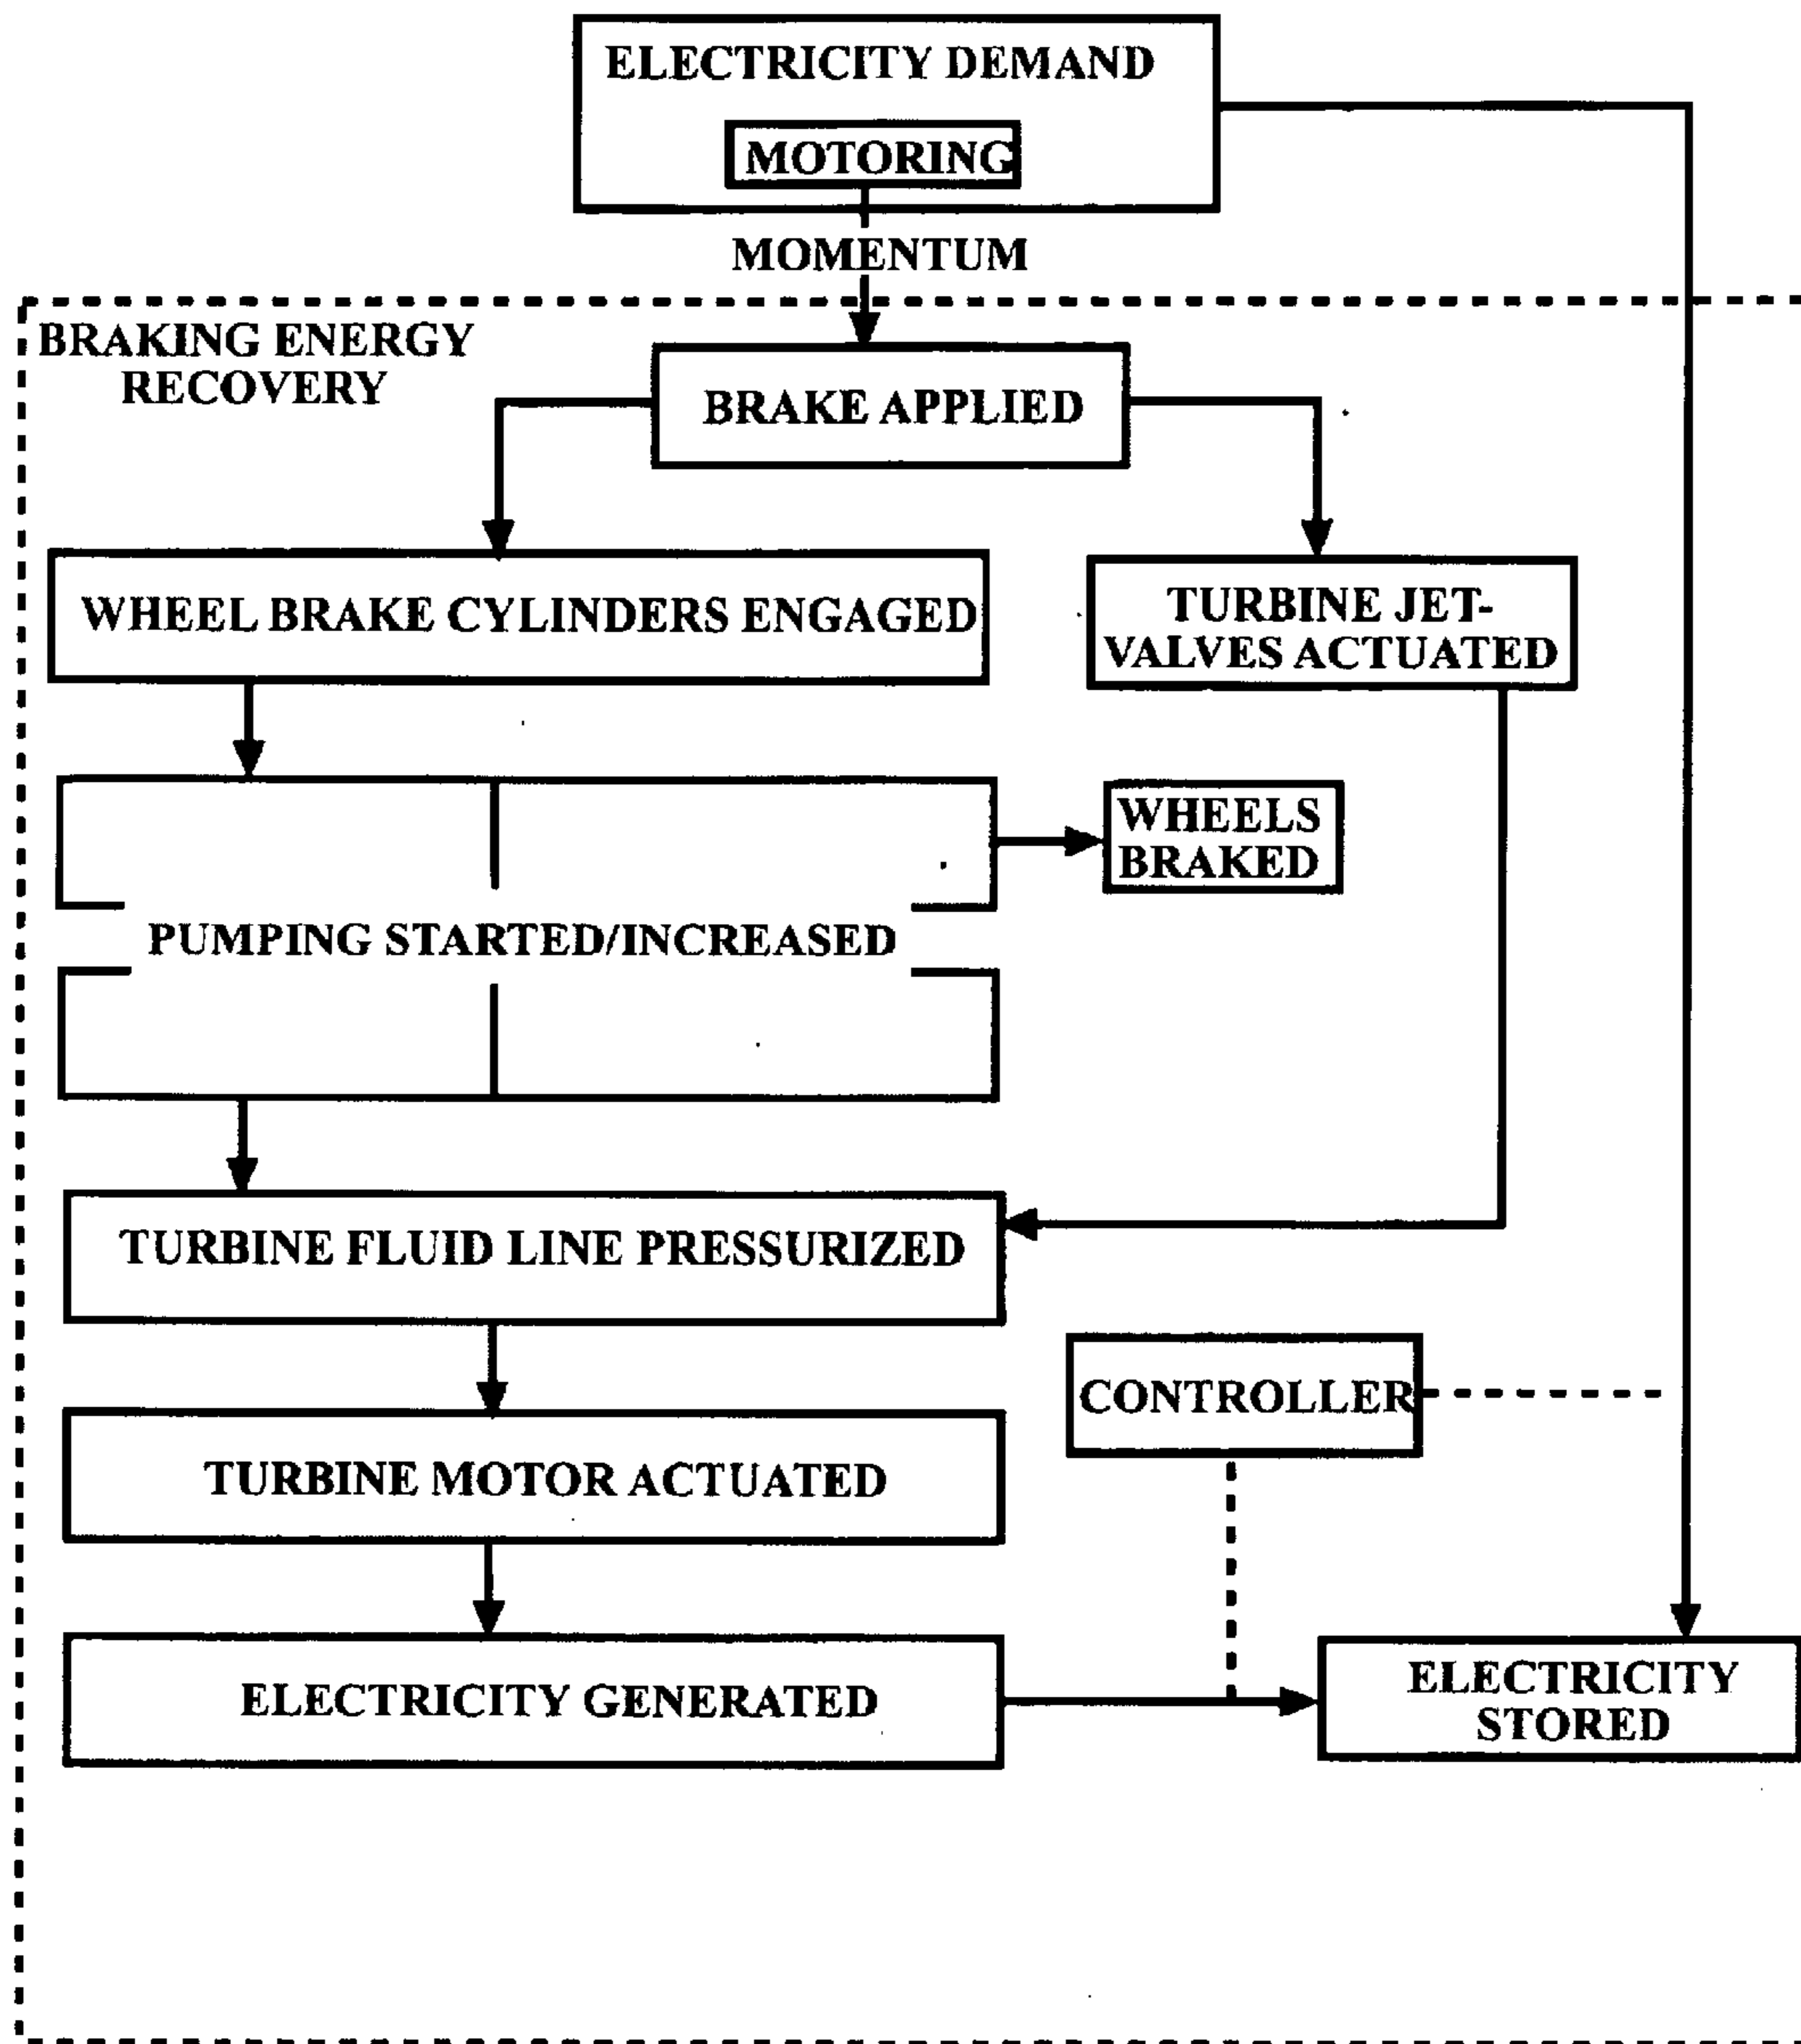 ELECTRICITY DEMAND
MOTORING
MOMENTUM
BRAKING ENERGY
RECOVERY
BRAKE APPLIED
WHEEL BRAKE CYLINDERS ENGAGED
TURBINE JET-
VALVES ACTUATED
WHEELS
BRAKED
PUMPING STARTED/INCREASED
TURBINE FLUID LINE PRESSURIZED
CONTROLLER
TURBINE MOTOR ACTUATED
ELECTRICITY GENERATED
ELECTRICITY
STORED